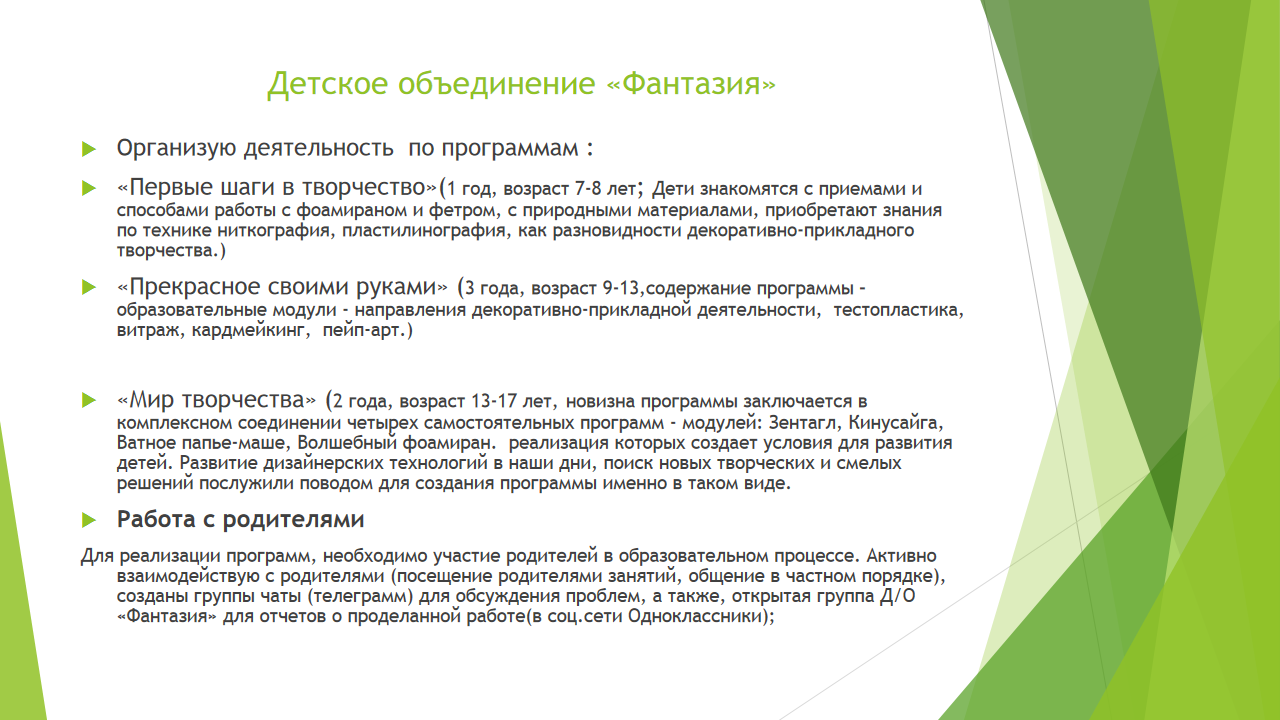 Детское объединение «Фантазия»
Организую деятельность по программам :
«Первые шаги в творчество»(1 год, возраст 7-8 лет; Дети знакомятся с приемами и
способами работы с фоамираном и фетром, с природными материалами, приобретают знания
по технике ниткография, пластилинография, как разновидности декоративно-прикладного
творчества.)
«Прекрасное своими руками» (3 года, возраст 9-13,содержание программы –
образовательные модули - направления декоративно-прикладной деятельности, тестопластика,
витраж, кардмейкинг, пейп-арт.)
«Мир творчества» (2 года, возраст 13-17 лет, новизна программы заключается в
комплексном соединении четырех самостоятельных программ - модулей: Зентагл, Кинусайга,
Ватное папье-маше, Волшебный фоамиран. реализация которых создает условия для развития
детей. Развитие дизайнерских технологий в наши дни, поиск новых творческих и смелых
решений послужили поводом для создания программы именно в таком виде.
Работа с родителями
Для реализации программ, необходимо участие родителей в образовательном процессе. Активно
взаимодействую с родителями (посещение родителями занятий, общение в частном порядке),
созданы группы чаты (телеграмм) для обсуждения проблем, а также, открытая группа Д/О
«Фантазия» для отчетов о проделанной работе(в соц.сети Одноклассники);